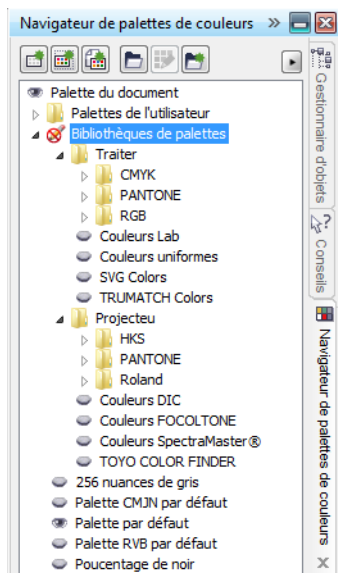 Navigateur de palettes de couleurs
Palette du document
Palettes de l'utilisateur
Bibliothèques de palettes
Traiter
CMYK
PANTONE
RGB
Couleurs Lab
Couleurs uniformes
SVG Colors
TRUMATCH Colors
Projecteu
HKS
PANTONE
Roland
Couleurs DIC
Couleurs FOCOLTONE
Couleurs SpectraMaster®
TOYO COLOR FINDER
256 nuances de gris
Palette CMJN par défaut
Palette par défaut
Palette RVB par défaut
Poucentage de noir
Gestionnaire d'objets
Conseils
Navigateur de palettes de couleurs